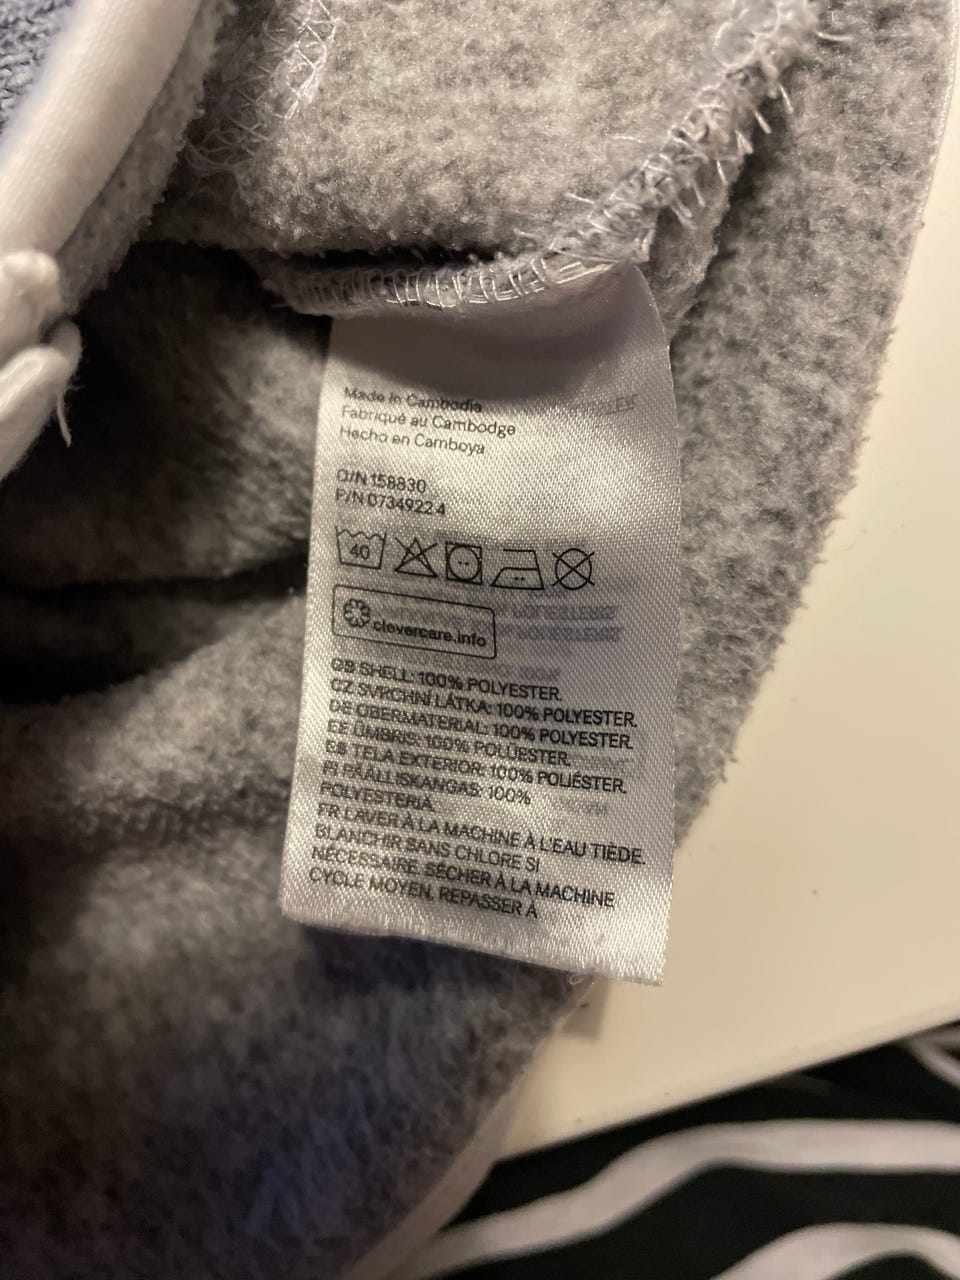 Made in Cambodia
Fabriqué au Cambodge
Hecho en Camboya
O/N 158830
P/N 0734922 4
40
clevercare.info
GB SHELL: 100% POLYESTER.
CZ SVRCHNÍ LÁTKA: 100% POLYESTER.
DE OBERMATERIAL: 100% POLYESTER.
EE ÜMBRIS: 100% POLÜESTER.
ES TELA EXTERIOR: 100% POLIÉSTER.
FI PÄÄLLISKANGAS: 100%
POLYESTERIA.
FR LAVER À LA MACHINE À L'EAU TIÈDE.
BLANCHIR SANS CHLORE SI
NÉCESSAIRE. SÉCHER À LA MACHINE
CYCLE MOYEN. REPASSER À